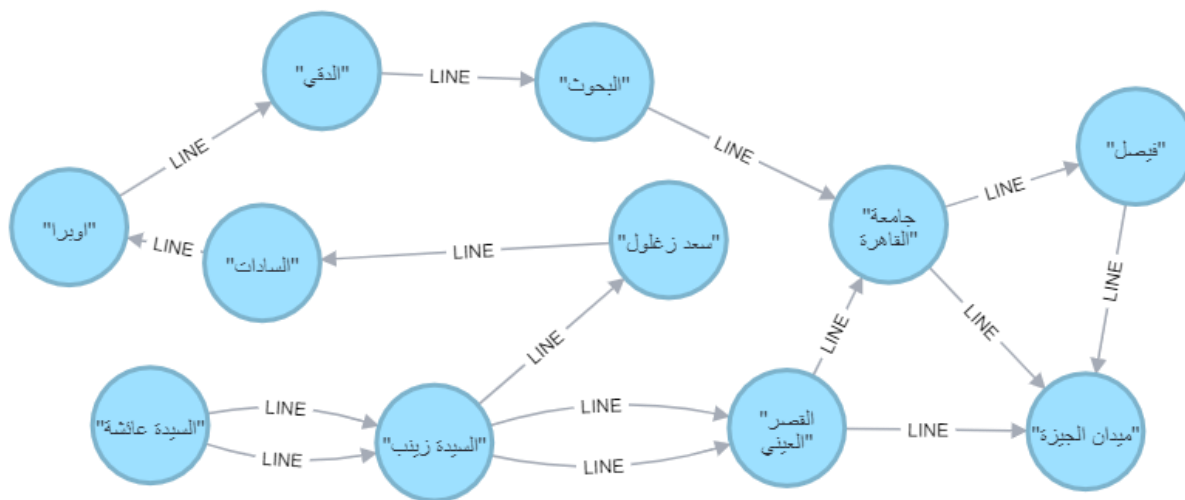 "الدقي"
LINE
"البحوث"
LINE
LINE
"فيصل"
LINE
"اوبرا"
LINE
"السادات"
LINE
"سعد زغلول"
"جامعة
القاهرة"
LINE
LINE
LINE
LINE
LINE
"السيدة عائشة"
LINE
LINE
"السيدة زينب"
LINE
LINE
"القصر
العيني"
LINE
"ميدان الجيزة"